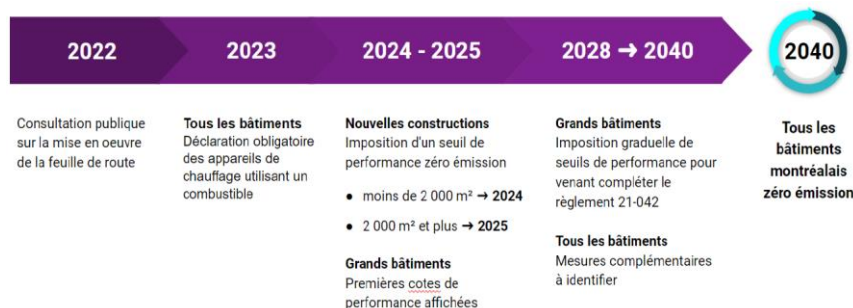 2022
2023
2024 - 2025
2028 → 2040
2040
Consultation publique
sur la mise en oeuvre
de la feuille de route
Tous les bâtiments
Déclaration obligatoire
des appareils de
chauffage utilisant un
combustible
Nouvelles constructions
Imposition d'un seuil de
performance zéro émission
● moins de 2 000 m² → 2024
● 2 000 m² et plus → 2025
Grands bâtiments
Premières cotes de
performance affichées
Grands bâtiments
Imposition graduelle de
seuils de performance pour
venant compléter le
règlement 21-042
Tous les bâtiments
Mesures complémentaires
à identifier
Tous les
bâtiments
montréalais
zéro émission